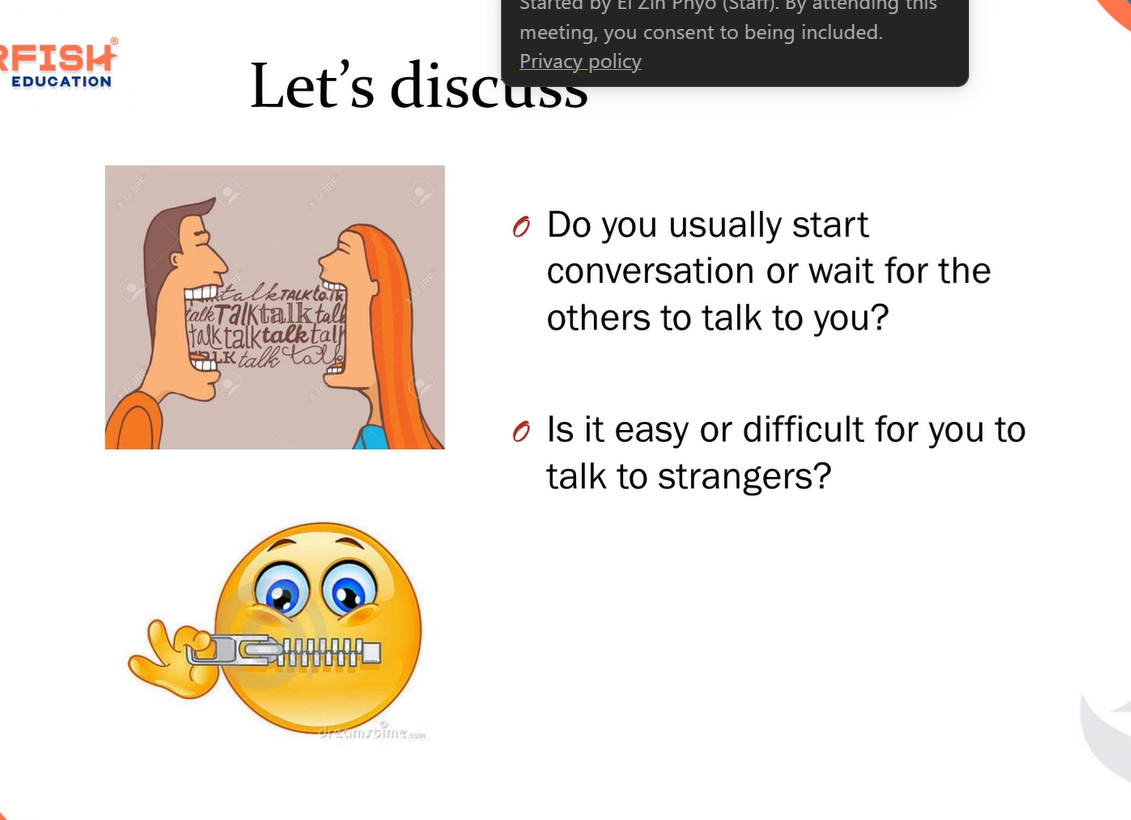 Started by Ei Zin Phyo (Staff). By attending this
meeting, you consent to being included.
Privacy policy
RFISH®
EDUCATION
Let's discuss
talk TALK talk
talk Talk talk talk
talk talk talk talk
TALK talk talk
Do you usually start
conversation or wait for the
others to talk to you?
Is it easy or difficult for you to
talk to strangers?
dreamstime.com